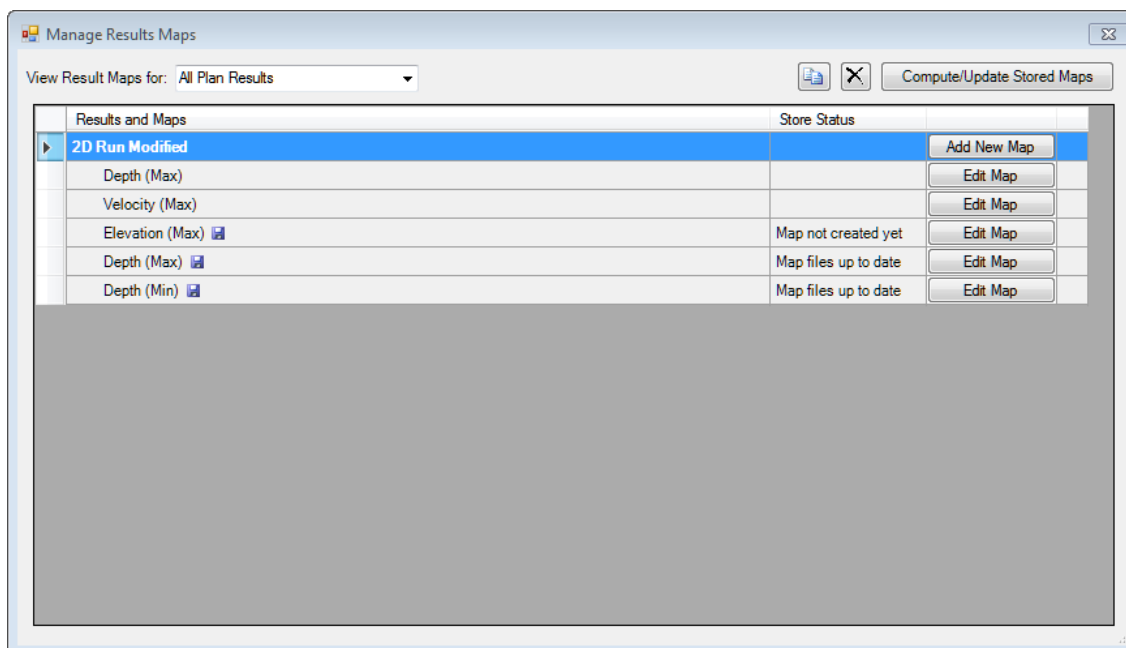 Manage Results Maps
View Result Maps for: All Plan Results Compute/Update Stored Maps
Results and Maps Store Status
2D Run Modified Add New Map
Depth (Max) Edit Map
Velocity (Max) Edit Map
Elevation (Max) Map not created yet Edit Map
Depth (Max) Map files up to date Edit Map
Depth (Min) Map files up to date Edit Map